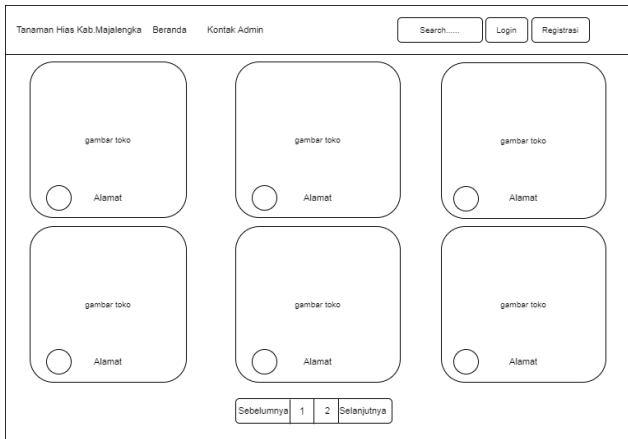 Tanaman Hias Kab.Majalengka Beranda Kontak Admin Search...... Login Registrasi
gambar toko gambar toko gambar toko
Alamat Alamat Alamat
gambar toko gambar toko gambar toko
Alamat Alamat Alamat
Sebelumnya 1 2 Selanjutnya